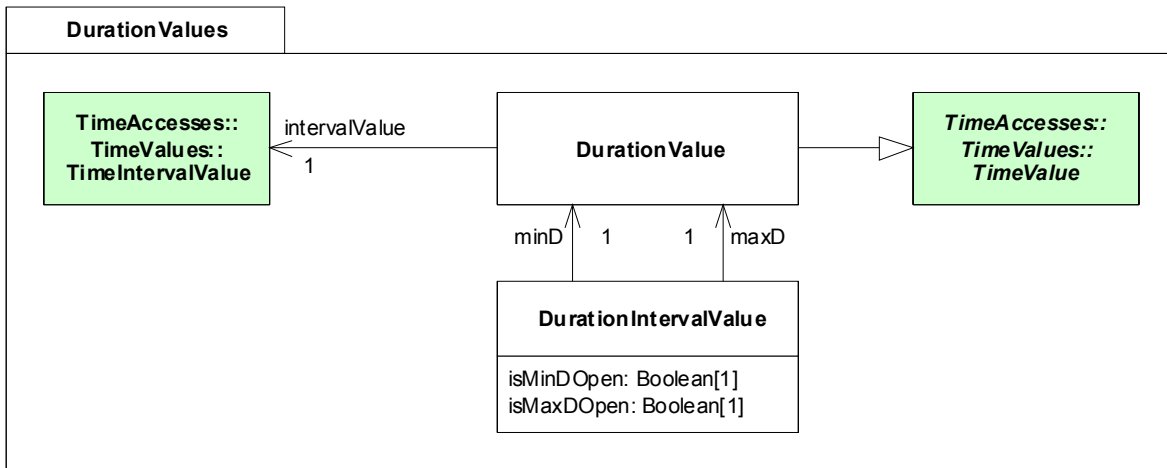 DurationValues
TimeAccesses::
TimeValues::
TimeIntervalValue
intervalValue
1
DurationValue
TimeAccesses::
TimeValues::
TimeValue
minD
1
1
maxD
DurationIntervalValue
isMinDOpen: Boolean[1]
isMaxDOpen: Boolean[1]